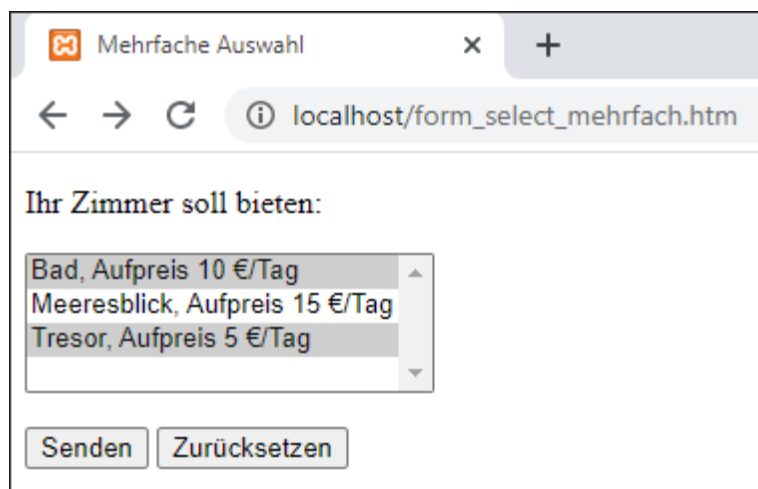 Mehrfache Auswahl
localhost/form_select_mehrfach.htm
Ihr Zimmer soll bieten:
Bad, Aufpreis 10 €/Tag
Meeresblick, Aufpreis 15 €/Tag
Tresor, Aufpreis 5 €/Tag
Senden Zurücksetzen